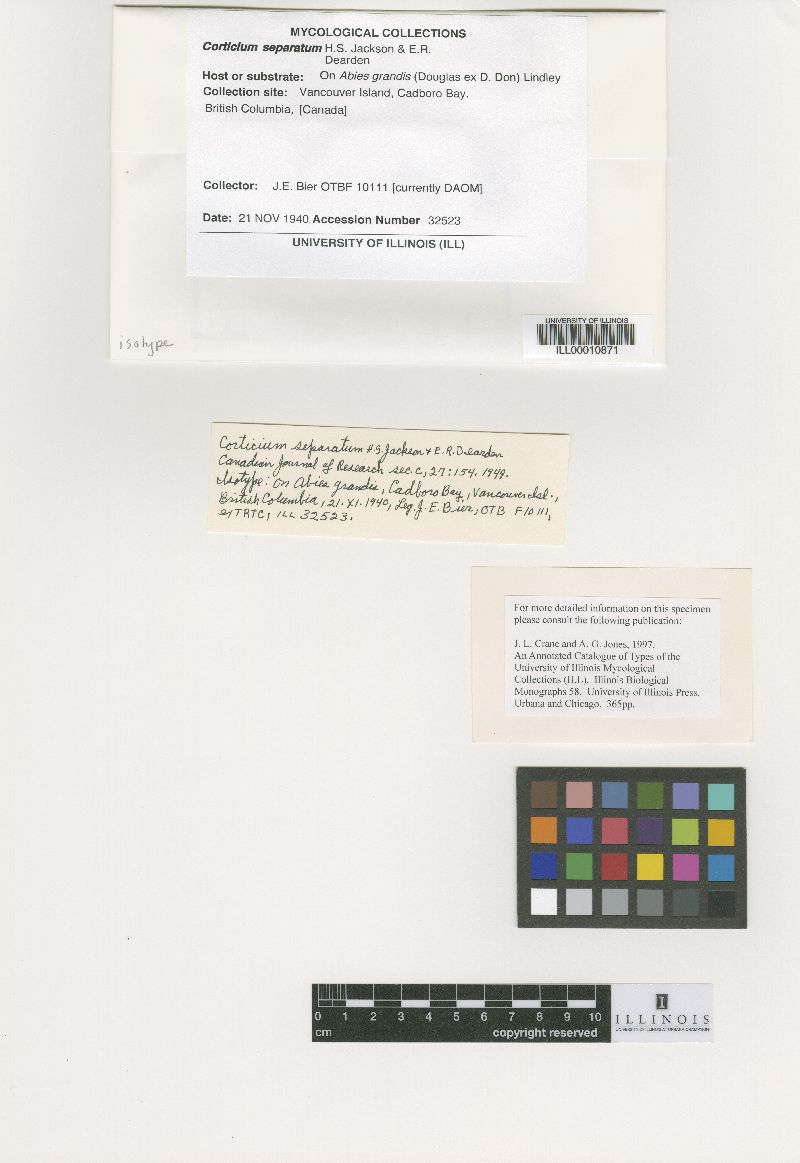 MYCOLOGICAL COLLECTIONS
Corticium separatum H.S. Jackson & E.R.
Dearden
Host or substrate: On Abies grandis (Douglas ex D. Don) Lindley
Collection site: Vancouver Island, Cadboro Bay.
British Columbia, [Canada]
Collector: J.E. Bier OTBF 10111 [currently DAOM]
Date: 21 NOV 1940 Accession Number 32523
UNIVERSITY OF ILLINOIS (ILL)
isotype
UNIVERSITY OF ILLINOIS
ILL00010871
Corticium separatum H.S. Jackson & E.R. Dearden
Canadian Journal of Research sec. C, 27:154. 1949.
Isotype: On Abies grandis, Cadboro Bay, Vancouver Isl.,
British Columbia, 21.XI.1940, Leg. J. E. Bier, OTB F10111,
TRTC, ILL 32523.
For more detailed information on this specimen
please consult the following publication:
J. L. Crane and A. G. Jones, 1997.
An Annotated Catalogue of Types of the
University of Illinois Mycological
Collections (ILL). Illinois Biological
Monographs 58. University of Illinois Press,
Urbana and Chicago. 365pp.
0 1 2 3 4 5 6 7 8 9 10
cm copyright reserved
I
ILLINOIS
UNIVERSITY OF ILLINOIS AT URBANA-CHAMPAIGN